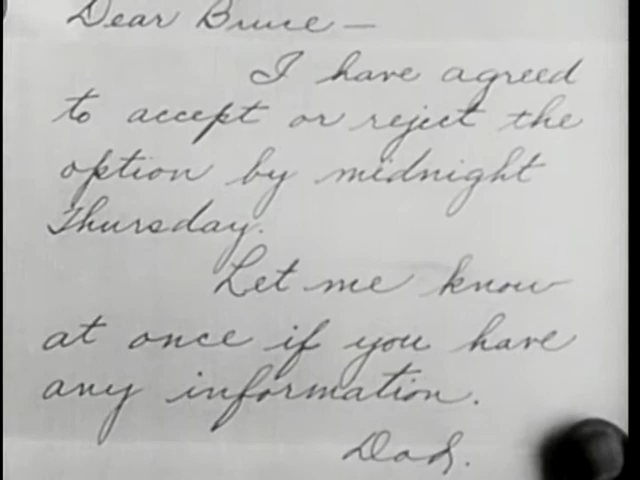 Dear Bruce —
I have agreed
to accept or reject the
option by midnight
Thursday.
Let me know
at once if you have
any information.
Dad.